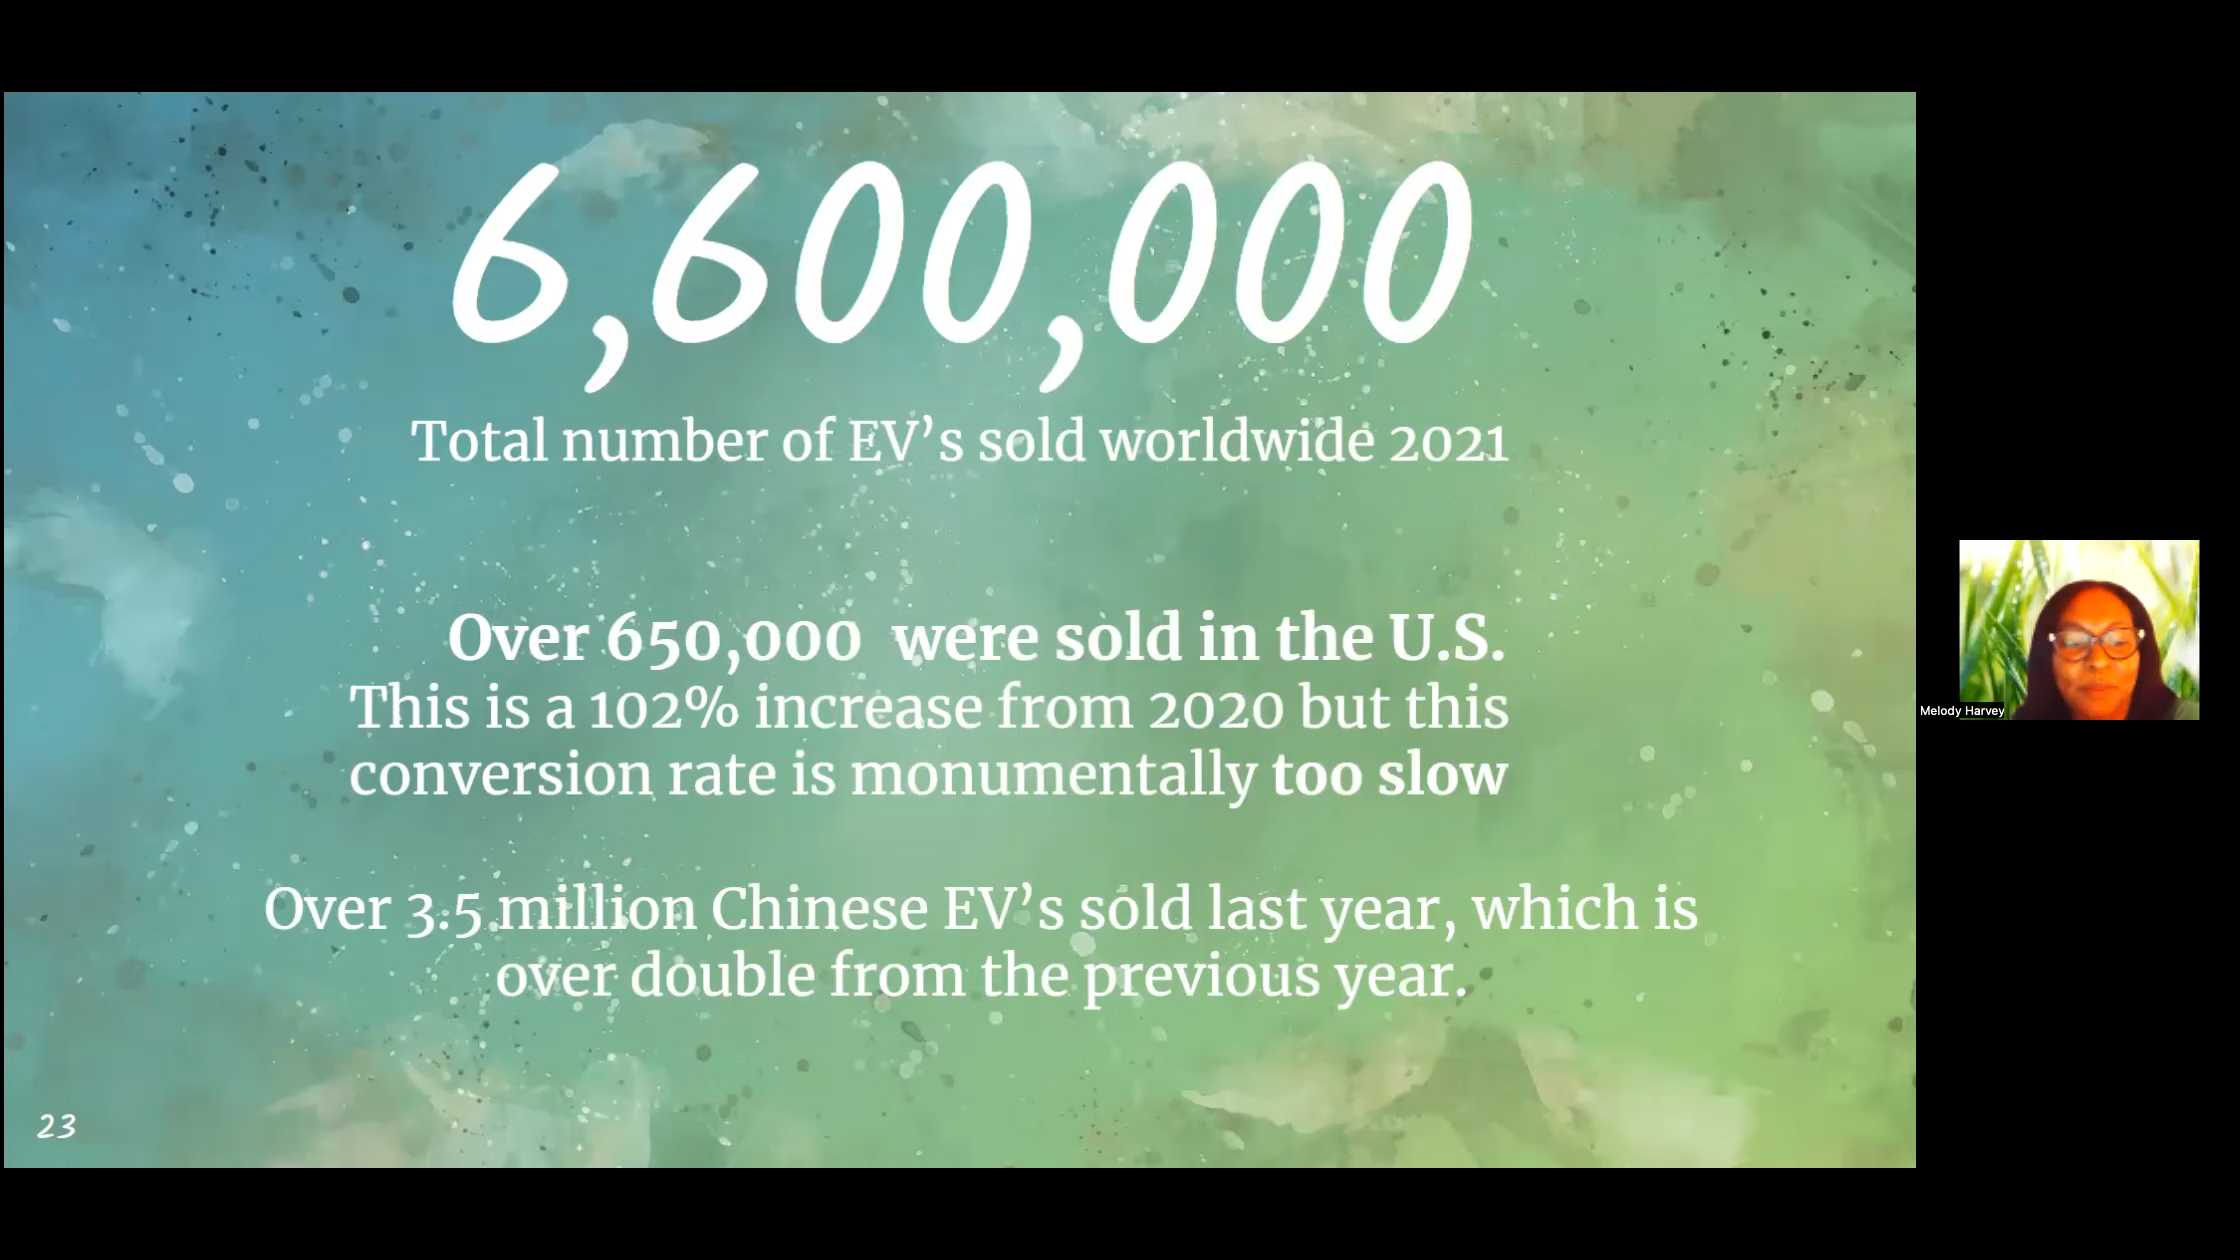 6,600,000
Total number of EV’s sold worldwide 2021
Over 650,000  were sold in the U.S.
This is a 102% increase from 2020 but this
conversion rate is monumentally too slow
Over 3.5 million Chinese EV’s sold last year, which is
over double from the previous year.
23
Melody Harvey